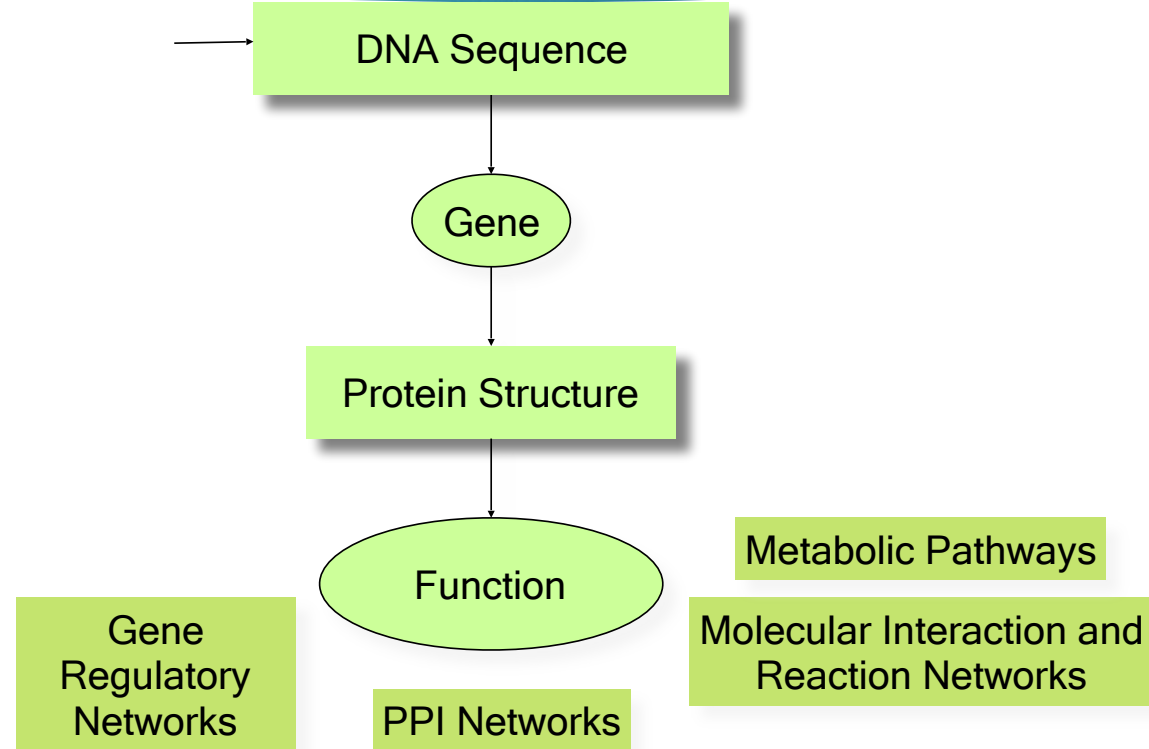 DNA Sequence
Gene
Protein Structure
Function
Metabolic Pathways
Gene
Regulatory
Networks
Molecular Interaction and
Reaction Networks
PPI Networks